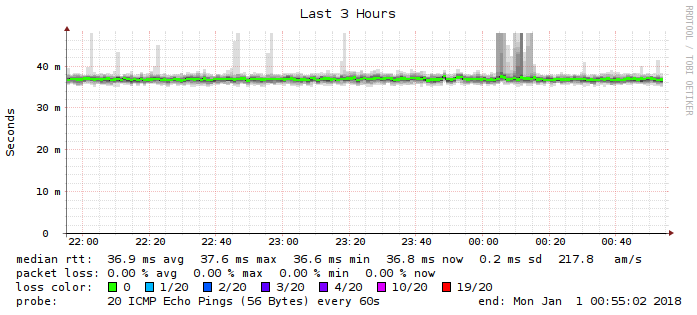 Last 3 Hours
RRDTOOL / TOBI OETIKER
Seconds
40 m
30 m
20 m
10 m
0
22:00 22:20 22:40 23:00 23:20 23:40 00:00 00:20 00:40
median rtt: 36.9 ms avg 37.6 ms max 36.6 ms min 36.8 ms now 0.2 ms sd 217.8 am/s
packet loss: 0.00 % avg 0.00 % max 0.00 % min 0.00 % now
loss color: 0 1/20 2/20 3/20 4/20 10/20 19/20
probe: 20 ICMP Echo Pings (56 Bytes) every 60s end: Mon Jan 1 00:55:02 2018